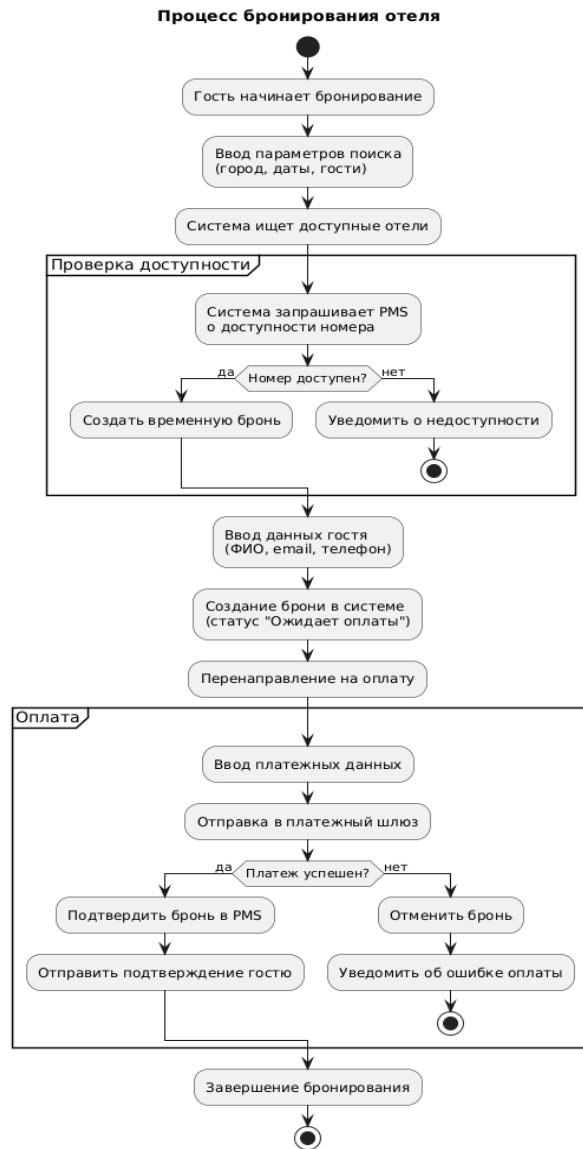 Процесс бронирования отеля
Гость начинает бронирование
Ввод параметров поиска
(город, даты, гости)
Система ищет доступные отели
Проверка доступности
Система запрашивает PMS
о доступности номера
да
Номер доступен?
нет
Создать временную бронь
Уведомить о недоступности
Ввод данных гостя
(ФИО, email, телефон)
Создание брони в системе
(статус "Ожидает оплаты")
Перенаправление на оплату
Оплата
Ввод платежных данных
Отправка в платежный шлюз
да
Платеж успешен?
нет
Подтвердить бронь в PMS
Отменить бронь
Отправить подтверждение гостю
Уведомить об ошибке оплаты
Завершение бронирования